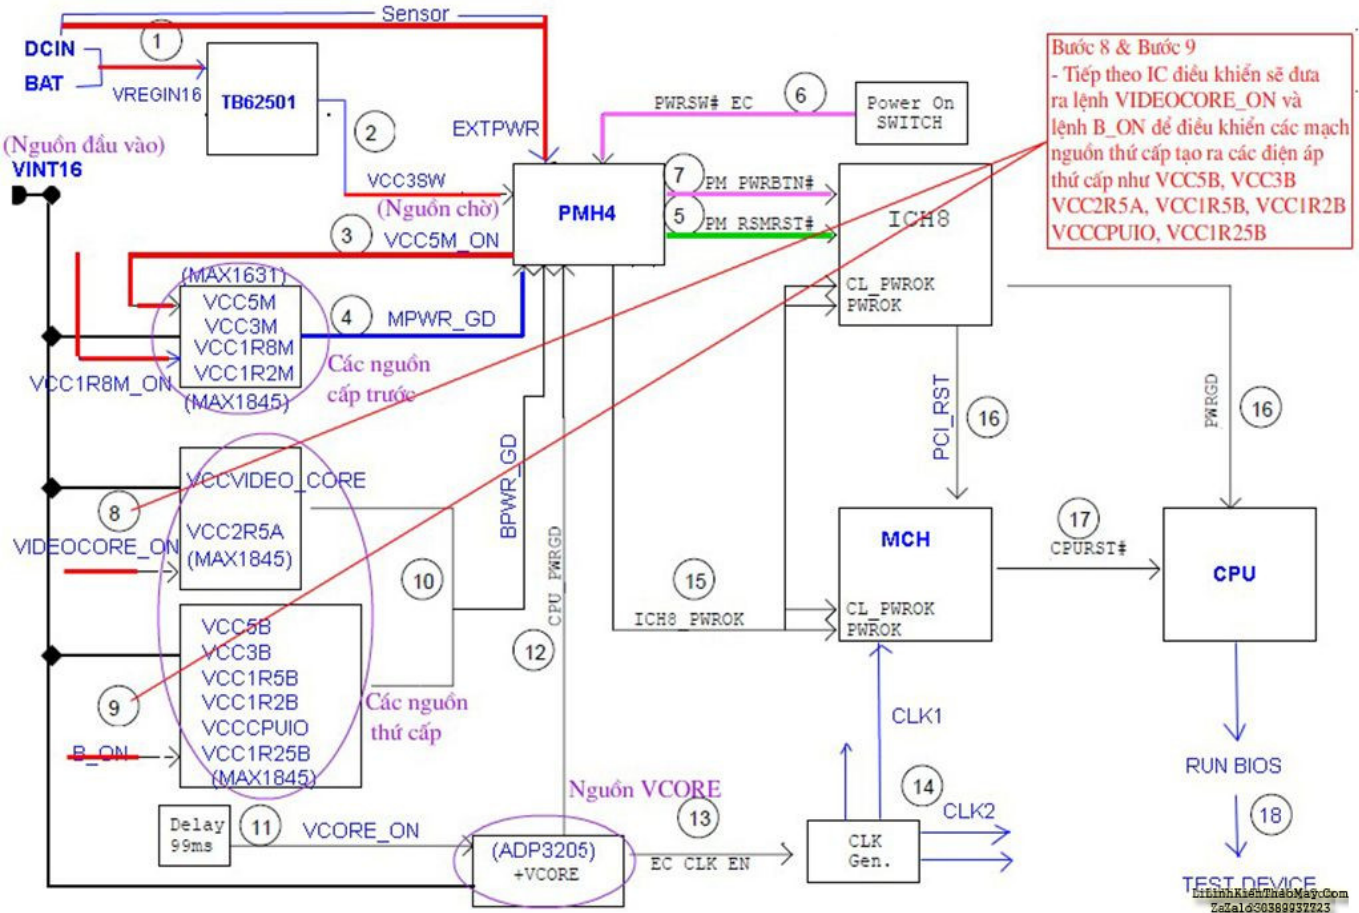 Sensor
DCIN
BAT
1
VREGIN16
TB62501
2
EXTPWR
PWRSW# EC
6
Power On
SWITCH
Bước 8 & Bước 9
- Tiếp theo IC điều khiển sẽ đưa
ra lệnh VIDEOCORE_ON và
lệnh B_ON để điều khiển các mạch
nguồn thứ cấp tạo ra các điện áp
thứ cấp như VCC5B, VCC3B
VCC2R5A, VCC1R5B, VCC1R2B
VCCCPUIO, VCC1R25B
(Nguồn đầu vào)
VINT16
VCC3SW
(Nguồn chờ)
PMH4
7
PM PWRBTN#
5
PM RSMRST#
ICH8
CL_PWROK
PWROK
3
VCC5M_ON
(MAX1631)
VCC5M
VCC3M
VCC1R8M
VCC1R2M
(MAX1845)
4
MPWR_GD
VCC1R8M_ON
Các nguồn
cấp trước
PCI_RST
16
PWRGD
16
VCCVIDEO_CORE
VCC2R5A
(MAX1845)
8
VIDEOCORE_ON
BPWR_GD
CPU_PWRGD
10
12
15
ICH8_PWROK
MCH
CL_PWROK
PWROK
17
CPURST#
CPU
VCC5B
VCC3B
VCC1R5B
VCC1R2B
VCCCPUIO
VCC1R25B
(MAX1845)
9
B_ON
Các nguồn
thứ cấp
Nguồn VCORE
Delay
99ms
11
VCORE_ON
(ADP3205)
+VCORE
13
EC CLK EN
CLK1
14
CLK2
CLK
Gen.
RUN BIOS
18
TEST DEVICE
LiLinhKiệnThêbMáy.Com
ZaZalo:0389937723